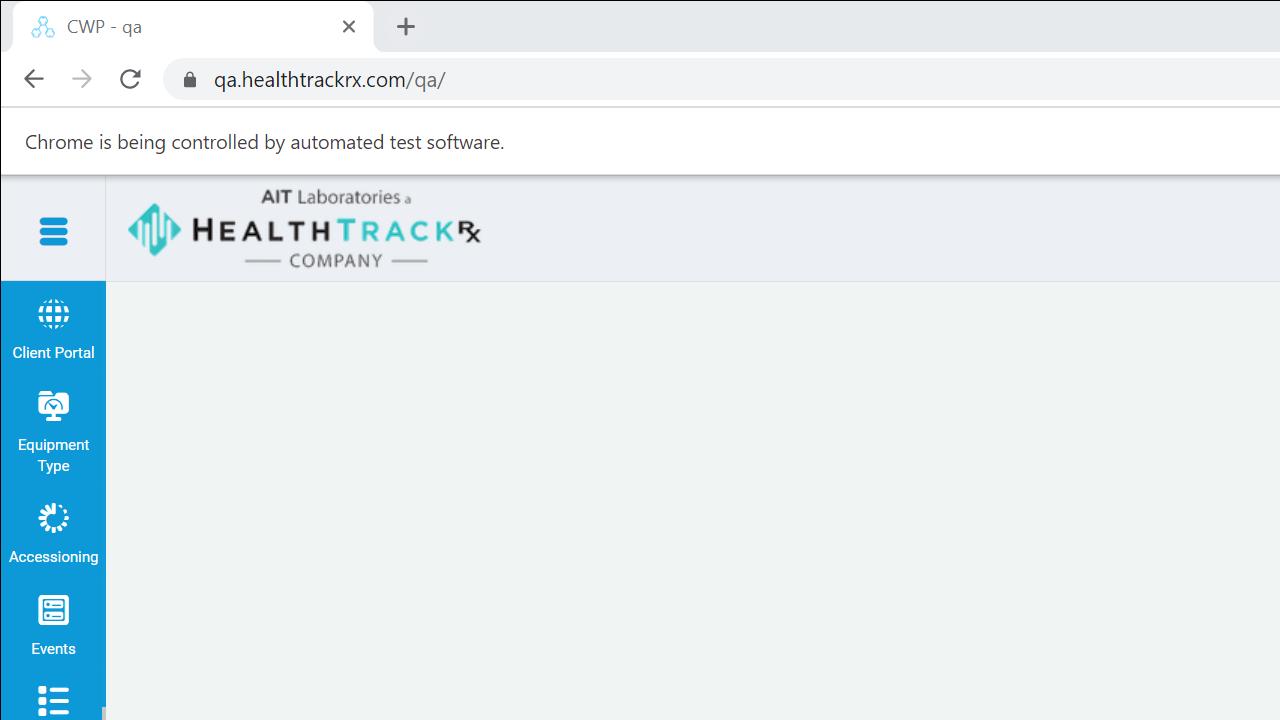 CWP - qa
qa.healthtrackrx.com/qa/
Chrome is being controlled by automated test software.
AIT Laboratories a
HEALTHTRACKRx
COMPANY
Client Portal
Equipment
Type
Accessioning
Events